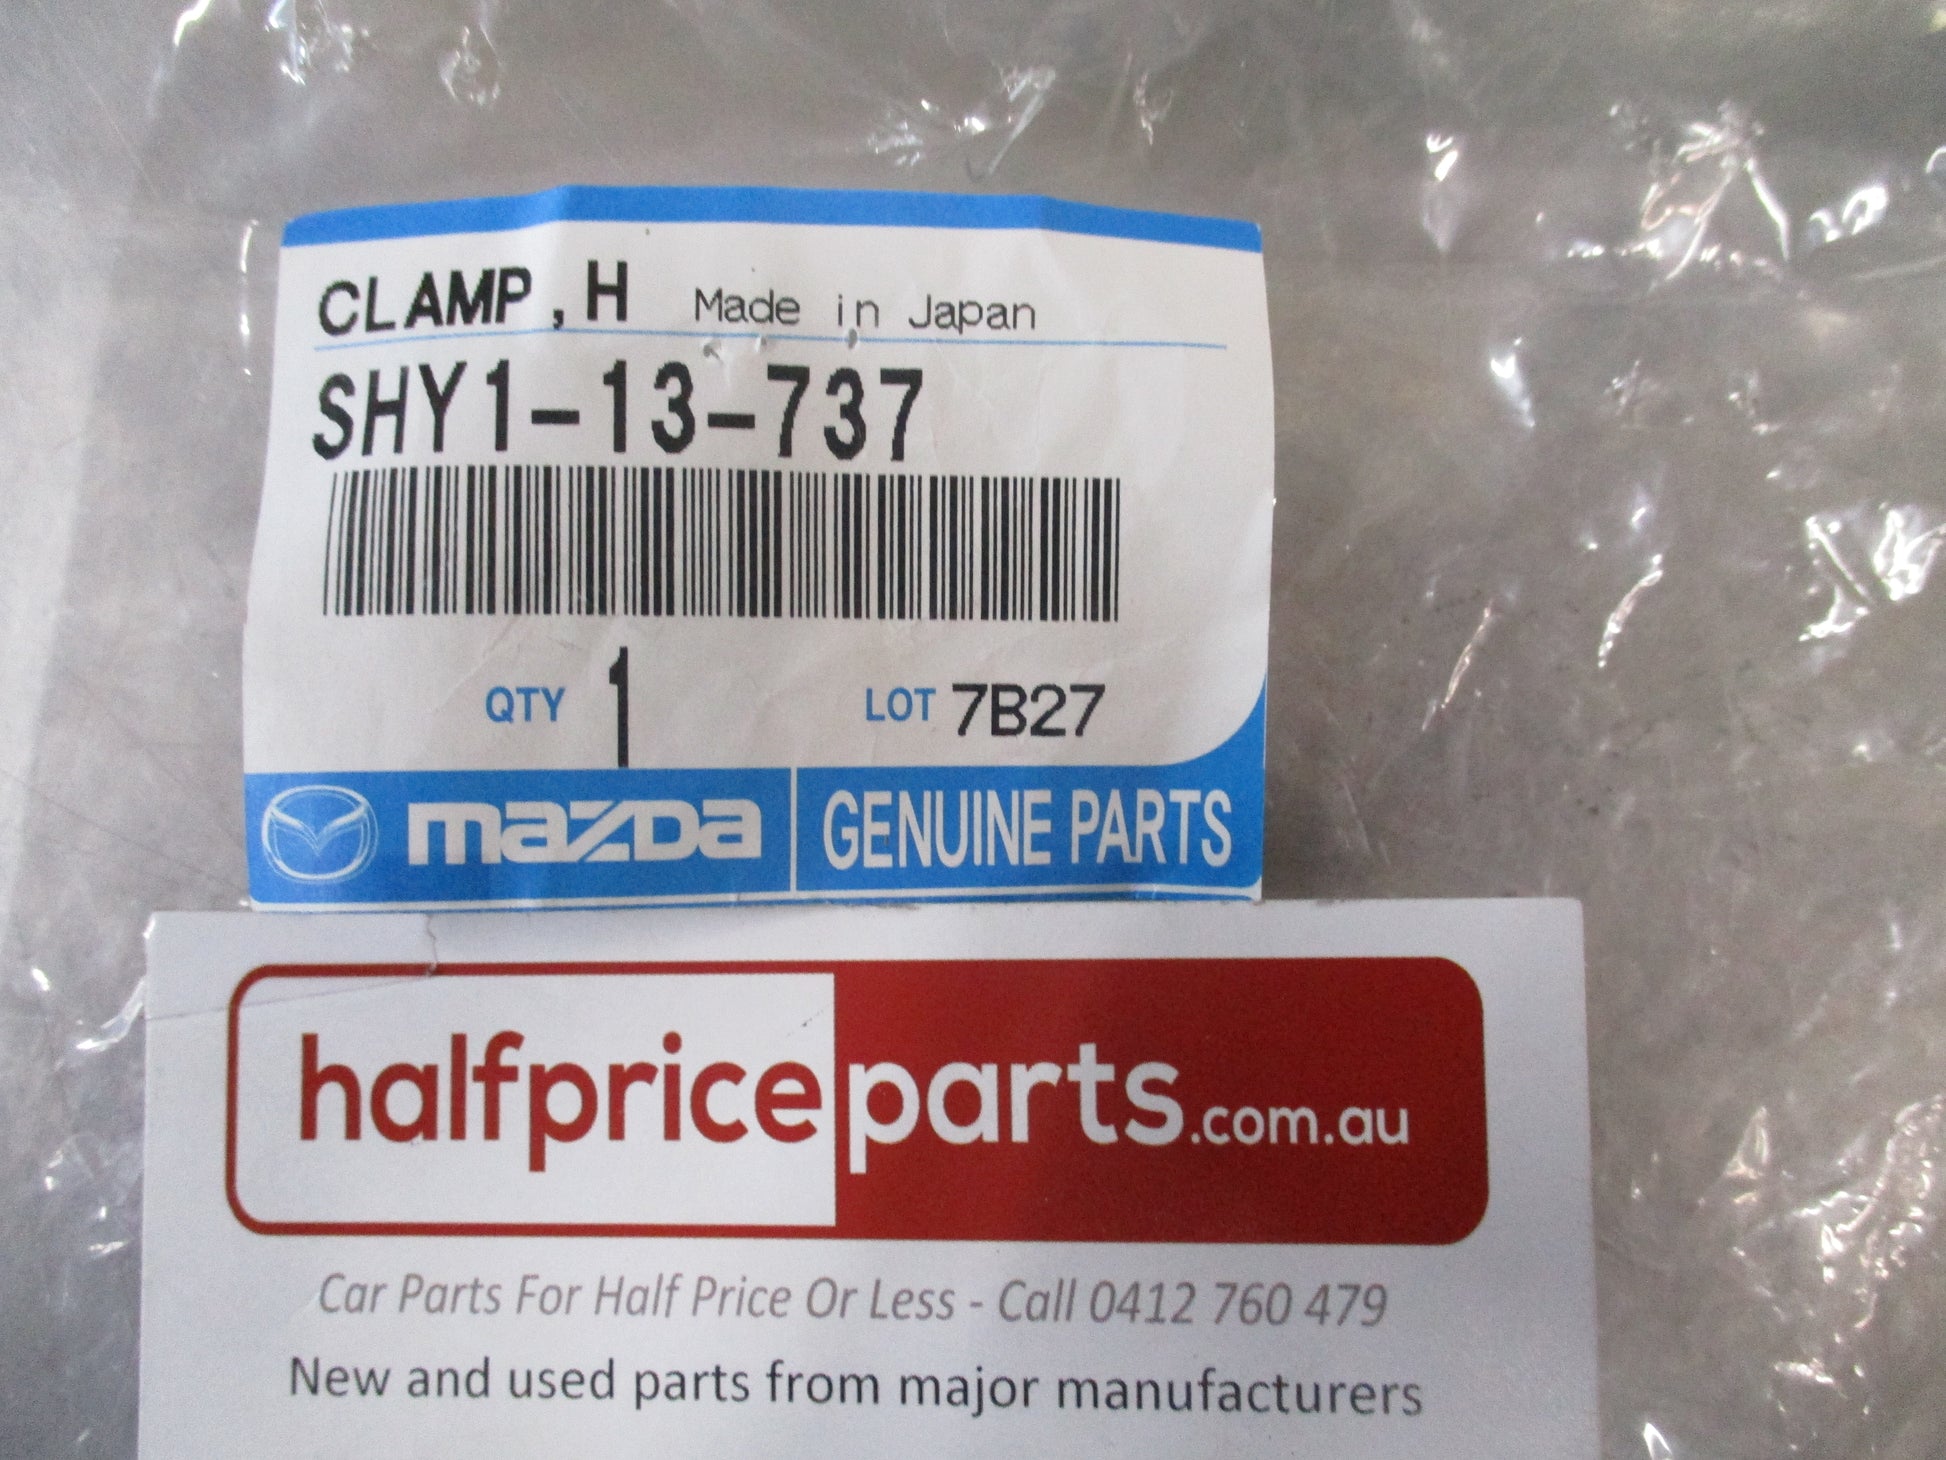 CLAMP, H Made in Japan
SHY1-13-737
QTY 1 LOT 7B27
mazda GENUINE PARTS
halfpriceparts.com.au
Car Parts For Half Price Or Less - Call 0412 760 479
New and used parts from major manufacturers